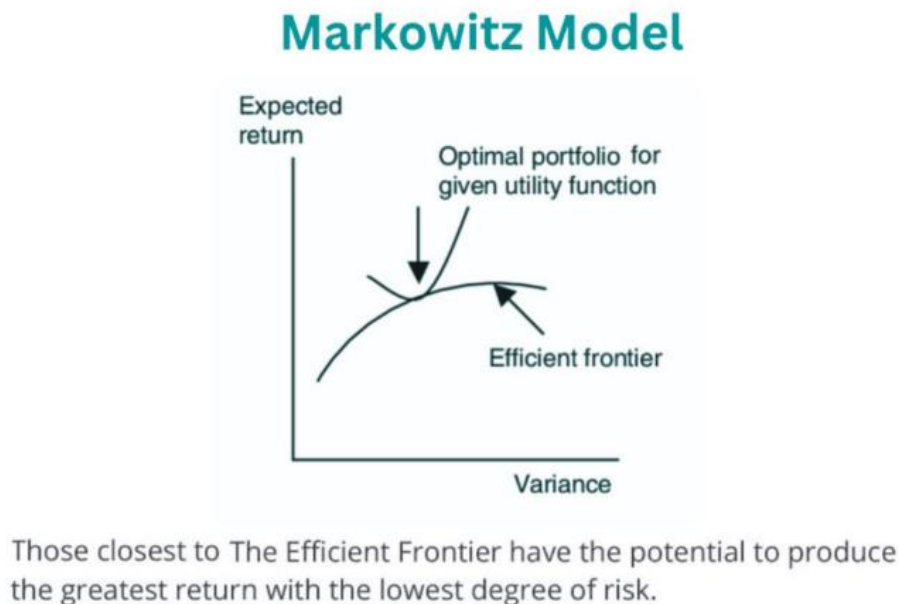 Markowitz Model
Expected
return
Optimal portfolio for
given utility function
Efficient frontier
Variance
Those closest to The Efficient Frontier have the potential to produce
the greatest return with the lowest degree of risk.